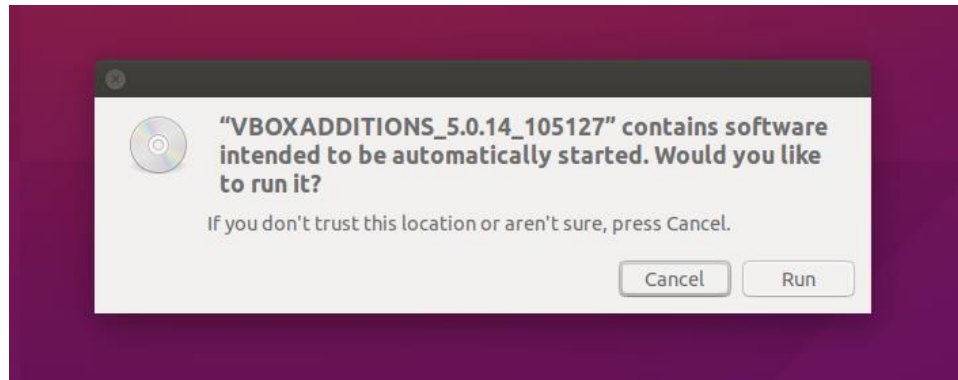 “VBOXADDITIONS_5.0.14_105127” contains software
intended to be automatically started. Would you like
to run it?
If you don't trust this location or aren't sure, press Cancel.
Cancel Run